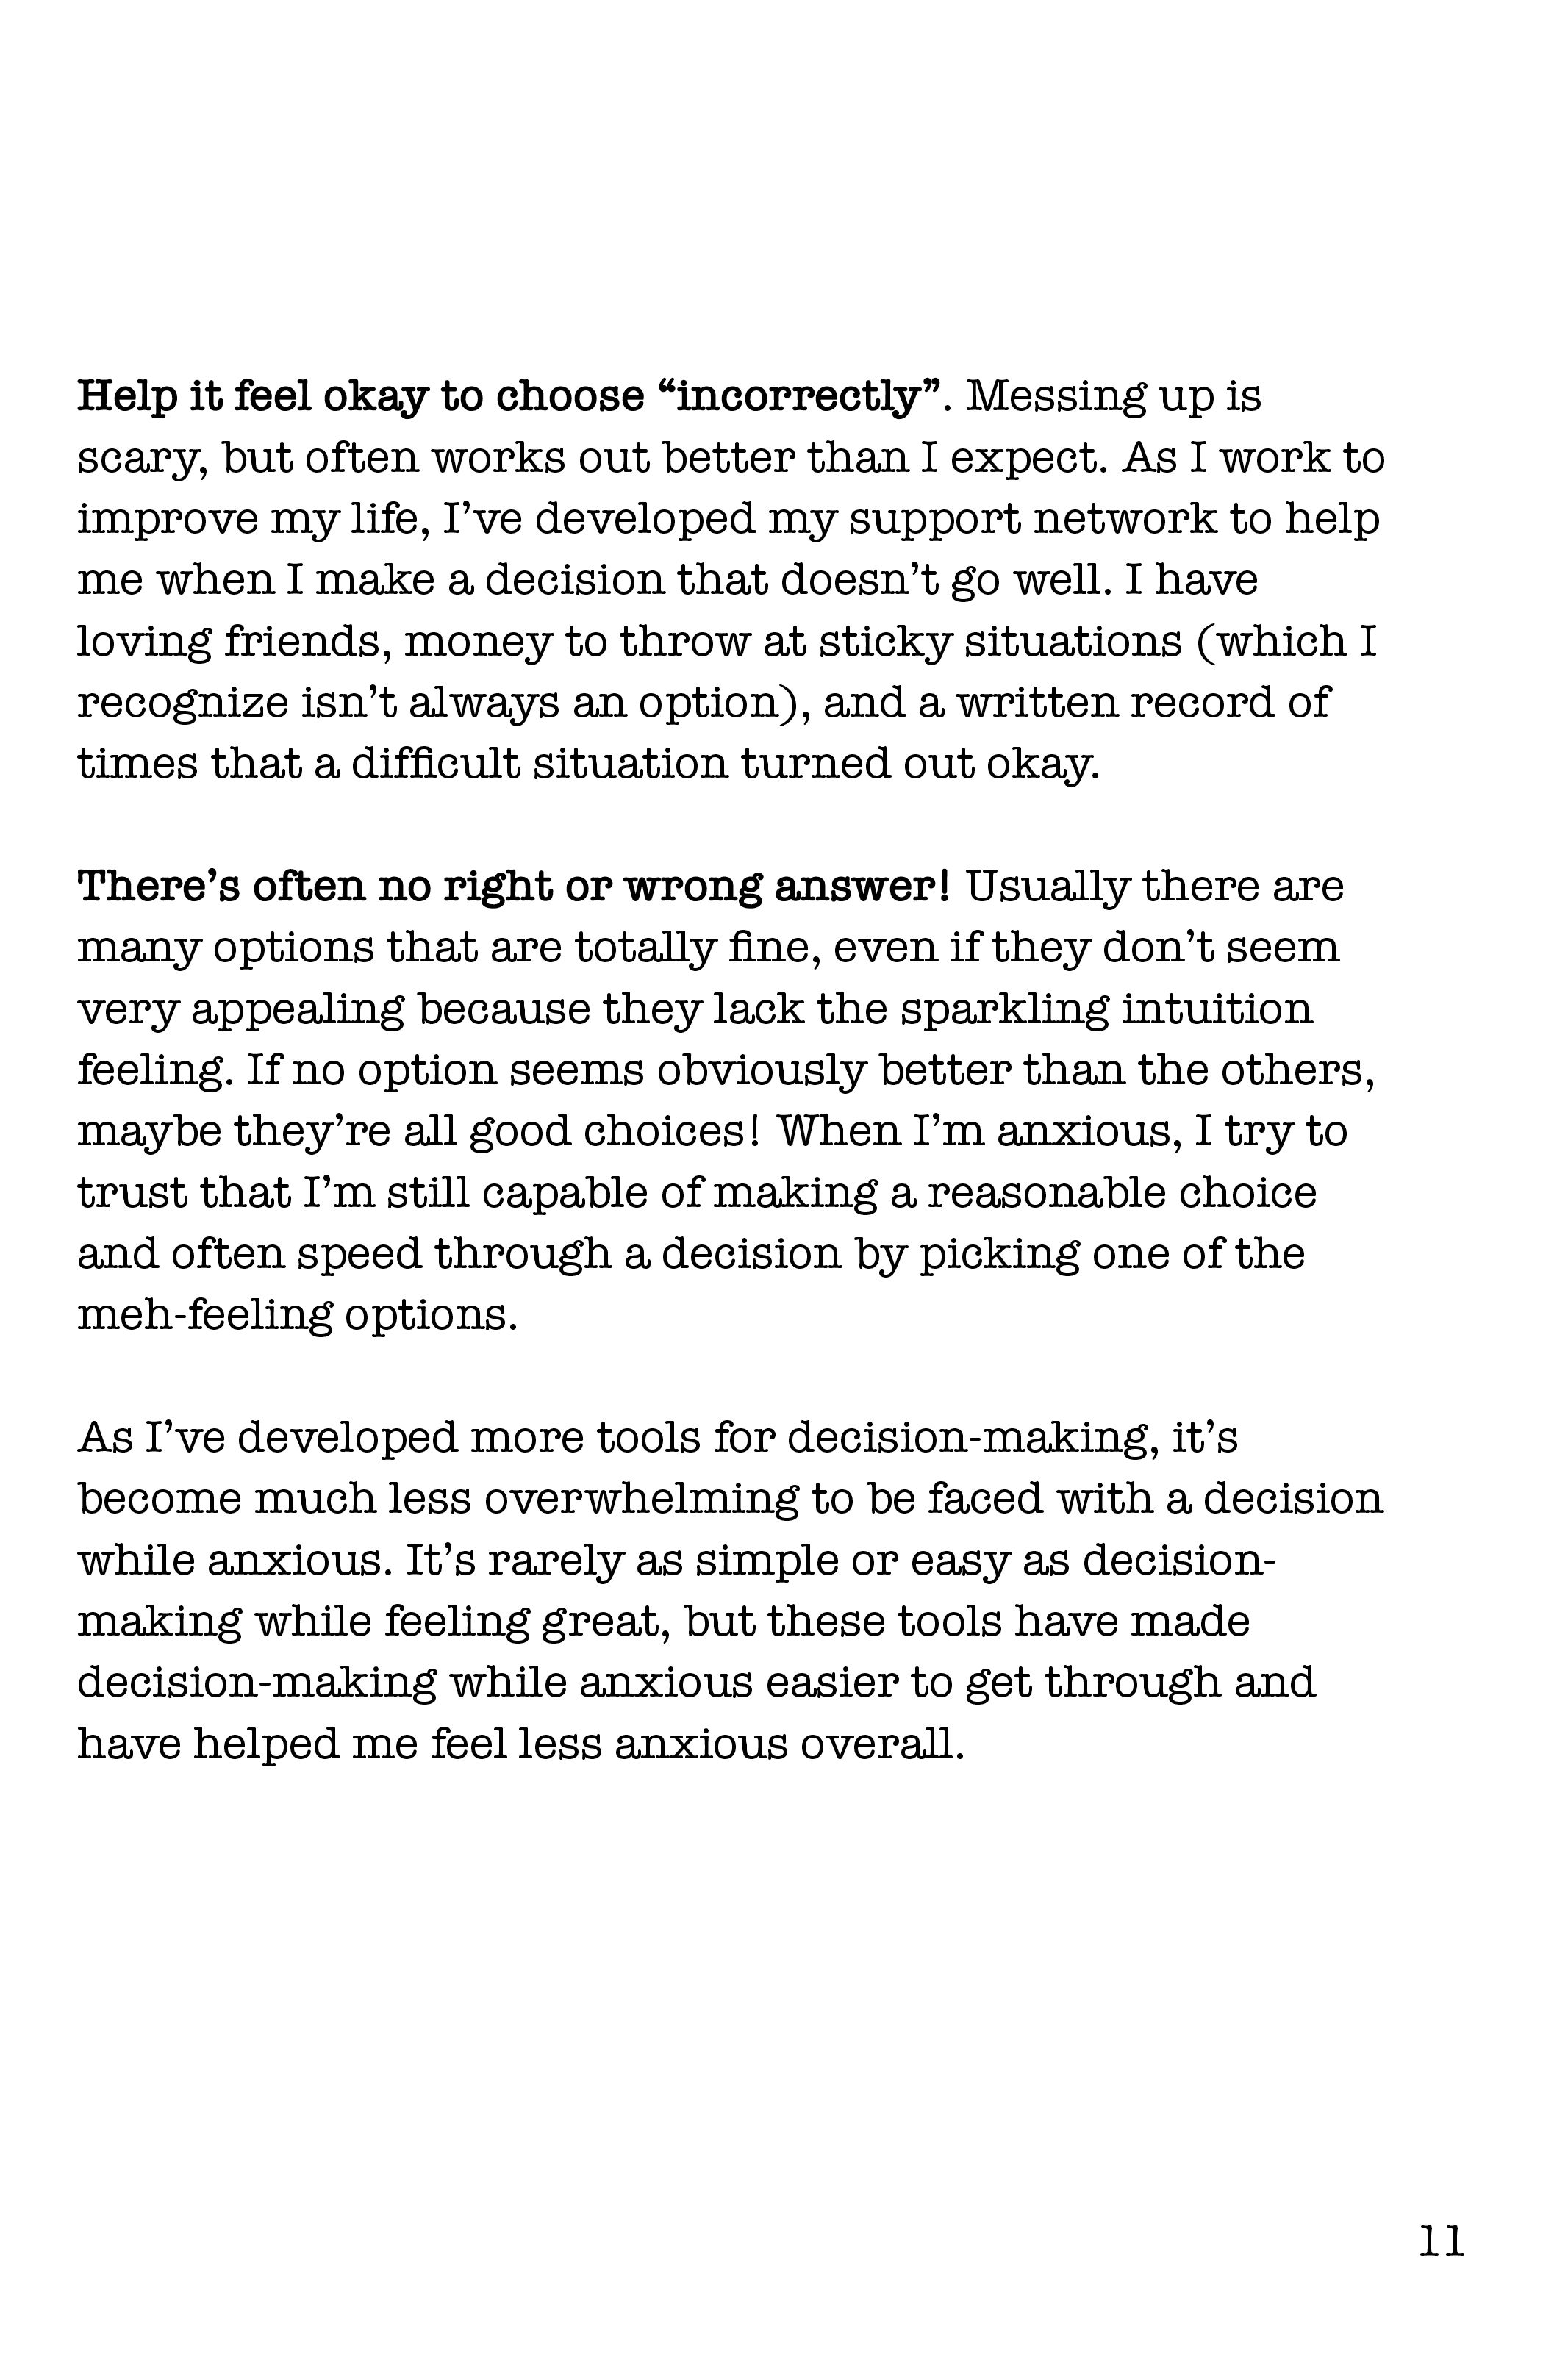 Help it feel okay to choose “incorrectly”. Messing up is
scary, but often works out better than I expect. As I work to
improve my life, I’ve developed my support network to help
me when I make a decision that doesn’t go well. I have
loving friends, money to throw at sticky situations (which I
recognize isn’t always an option), and a written record of
times that a difficult situation turned out okay.

There’s often no right or wrong answer! Usually there are
many options that are totally fine, even if they don’t seem
very appealing because they lack the sparkling intuition
feeling. If no option seems obviously better than the others,
maybe they’re all good choices! When I’m anxious, I try to
trust that I’m still capable of making a reasonable choice
and often speed through a decision by picking one of the
meh-feeling options.

As I’ve developed more tools for decision-making, it’s
become much less overwhelming to be faced with a decision
while anxious. It’s rarely as simple or easy as decision-
making while feeling great, but these tools have made
decision-making while anxious easier to get through and
have helped me feel less anxious overall.

11